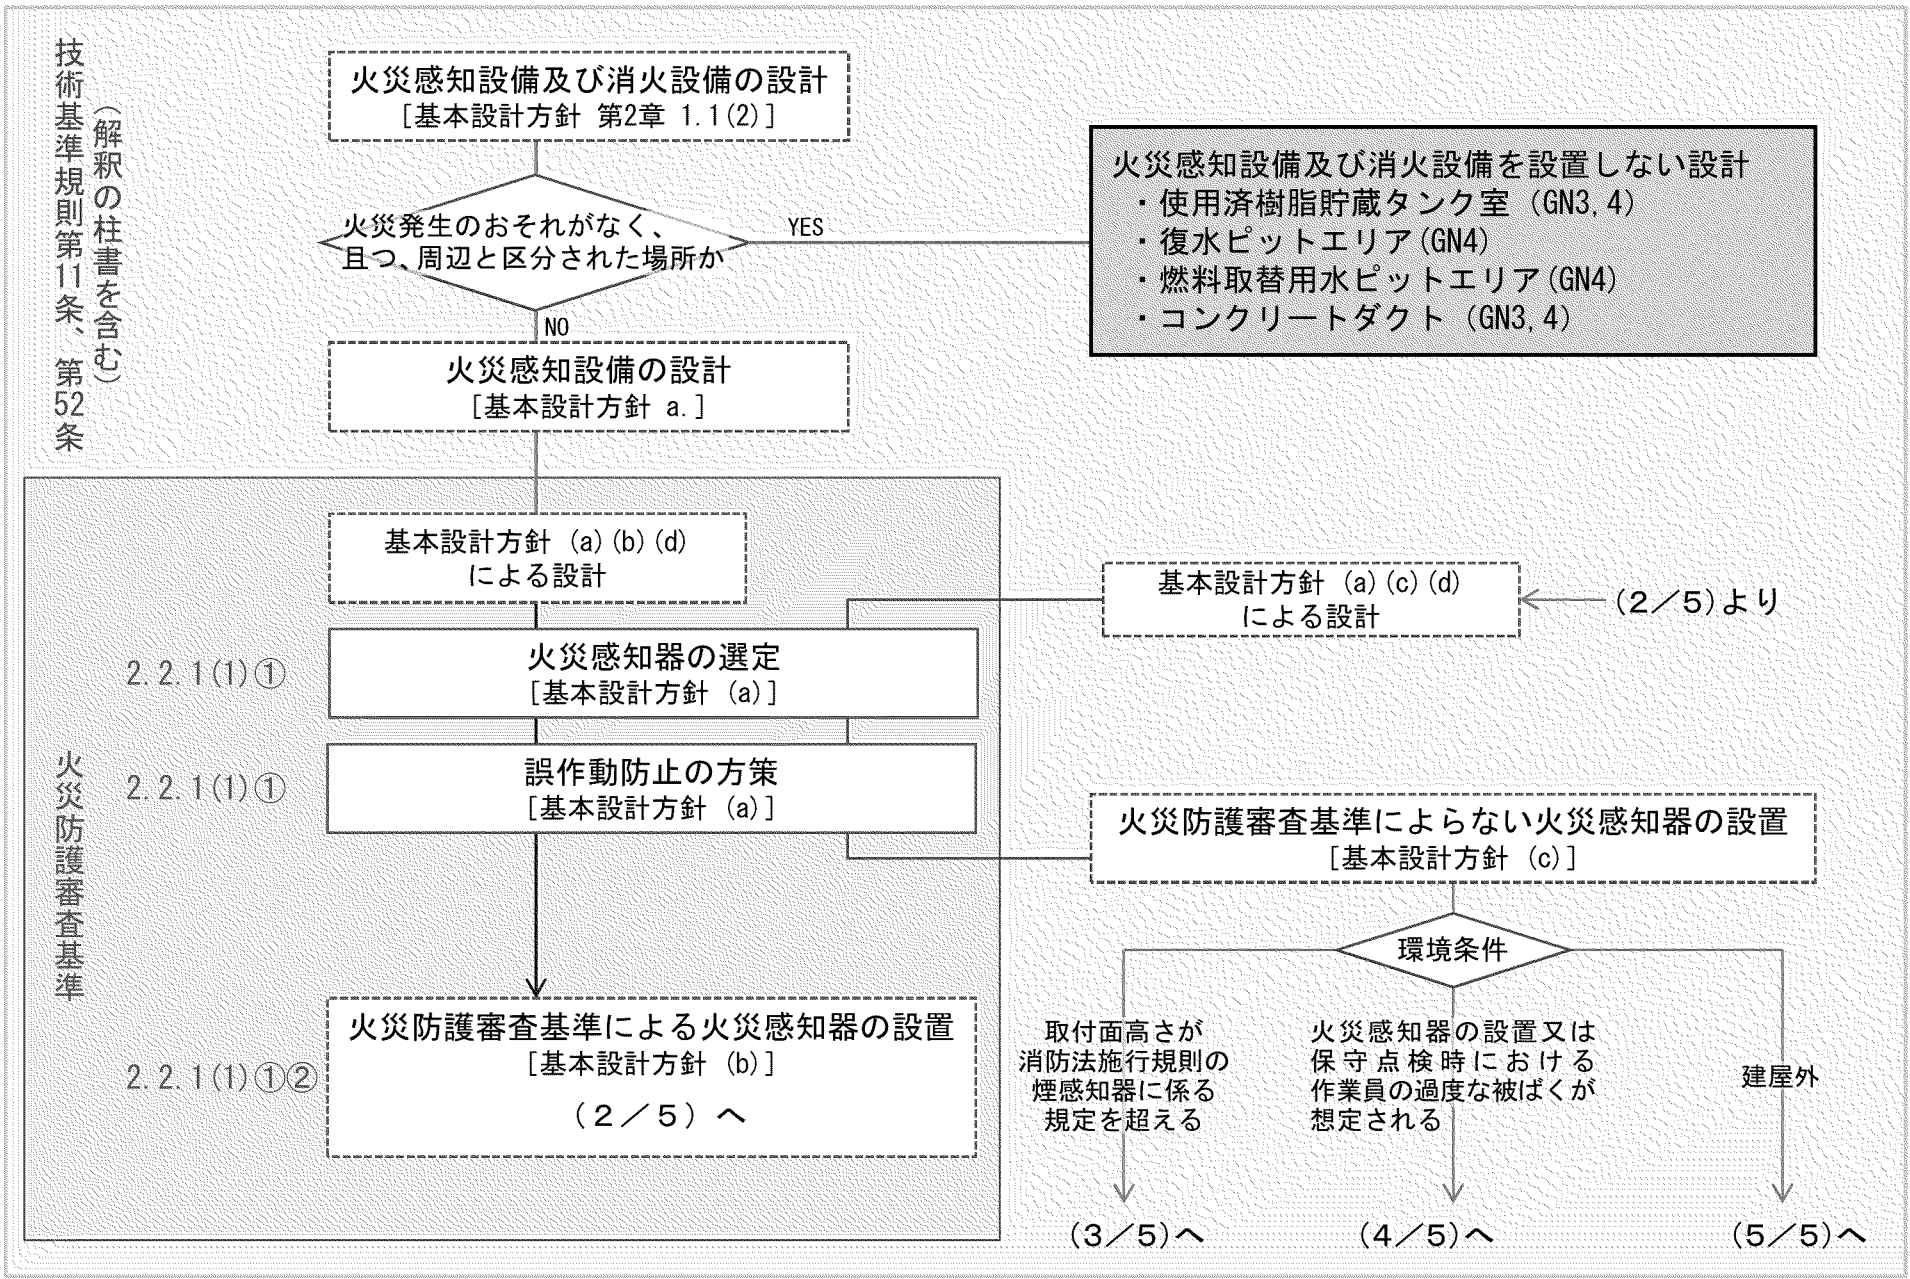 技術基準規則第11条、第52条
（解釈の柱書を含む）
火災感知設備及び消火設備の設計
[基本設計方針 第2章 1.1(2)]
火災発生のおそれがなく、
且つ、周辺と区分された場所か
YES
火災感知設備及び消火設備を設置しない設計
・使用済樹脂貯蔵タンク室（GN3,4）
・復水ピットエリア(GN4)
・燃料取替用水ピットエリア(GN4)
・コンクリートダクト（GN3,4）
NO
火災感知設備の設計
[基本設計方針 a.]
火災防護審査基準
基本設計方針 (a)(b)(d)
による設計
基本設計方針 (a)(c)(d)
による設計
(２／５)より
2.2.1(1)①
火災感知器の選定
[基本設計方針 (a)]
2.2.1(1)①
誤作動防止の方策
[基本設計方針 (a)]
火災防護審査基準によらない火災感知器の設置
[基本設計方針 (c)]
環境条件
2.2.1(1)①②
火災防護審査基準による火災感知器の設置
[基本設計方針 (b)]
(２／５) へ
取付面高さが
消防法施行規則の
煙感知器に係る
規定を超える
火災感知器の設置又は
保守点検時における
作業員の過度な被ばくが
想定される
建屋外
(３／５)へ
(４／５)へ
(５／５)へ